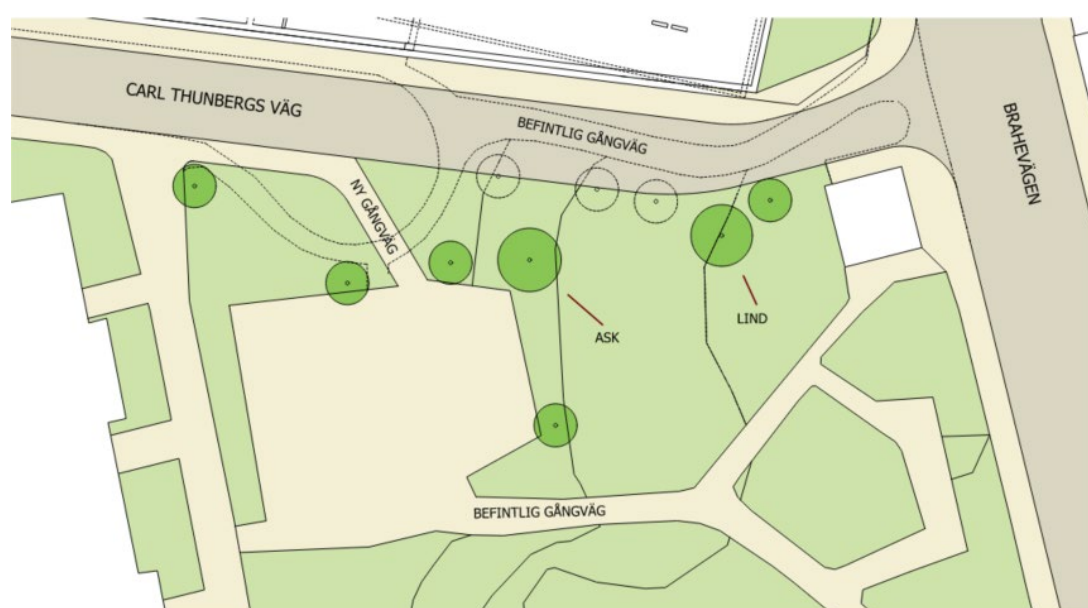 CARL THUNBERGS VÄG
BEFINTLIG GÅNGVÄG
BRAHEVÄGEN
NY GÅNGVÄG
ASK
LIND
BEFINTLIG GÅNGVÄG